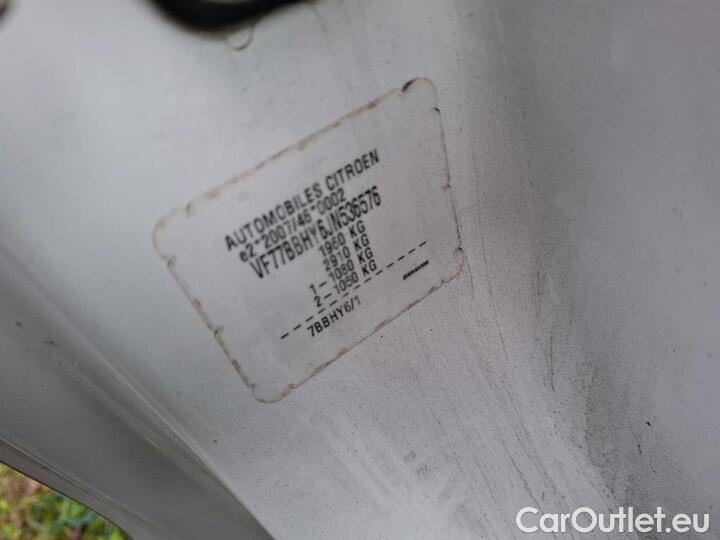 AUTOMOBILES CITROEN
e2*2007/46*0002
VF77BBHY6JN536576
1960 KG
2910 KG
1-1080 KG
2-1050 KG
7BBHY6/1
CarOutlet.eu